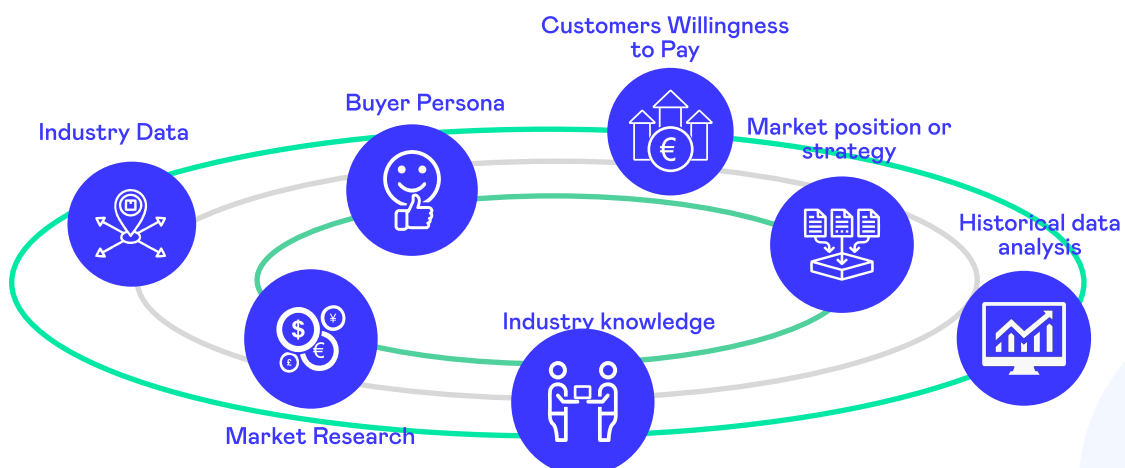 Customers Willingness
to Pay
Buyer Persona
Industry Data
Market position or
strategy
Historical data
analysis
Industry knowledge
Market Research
€
$
¥
€
£